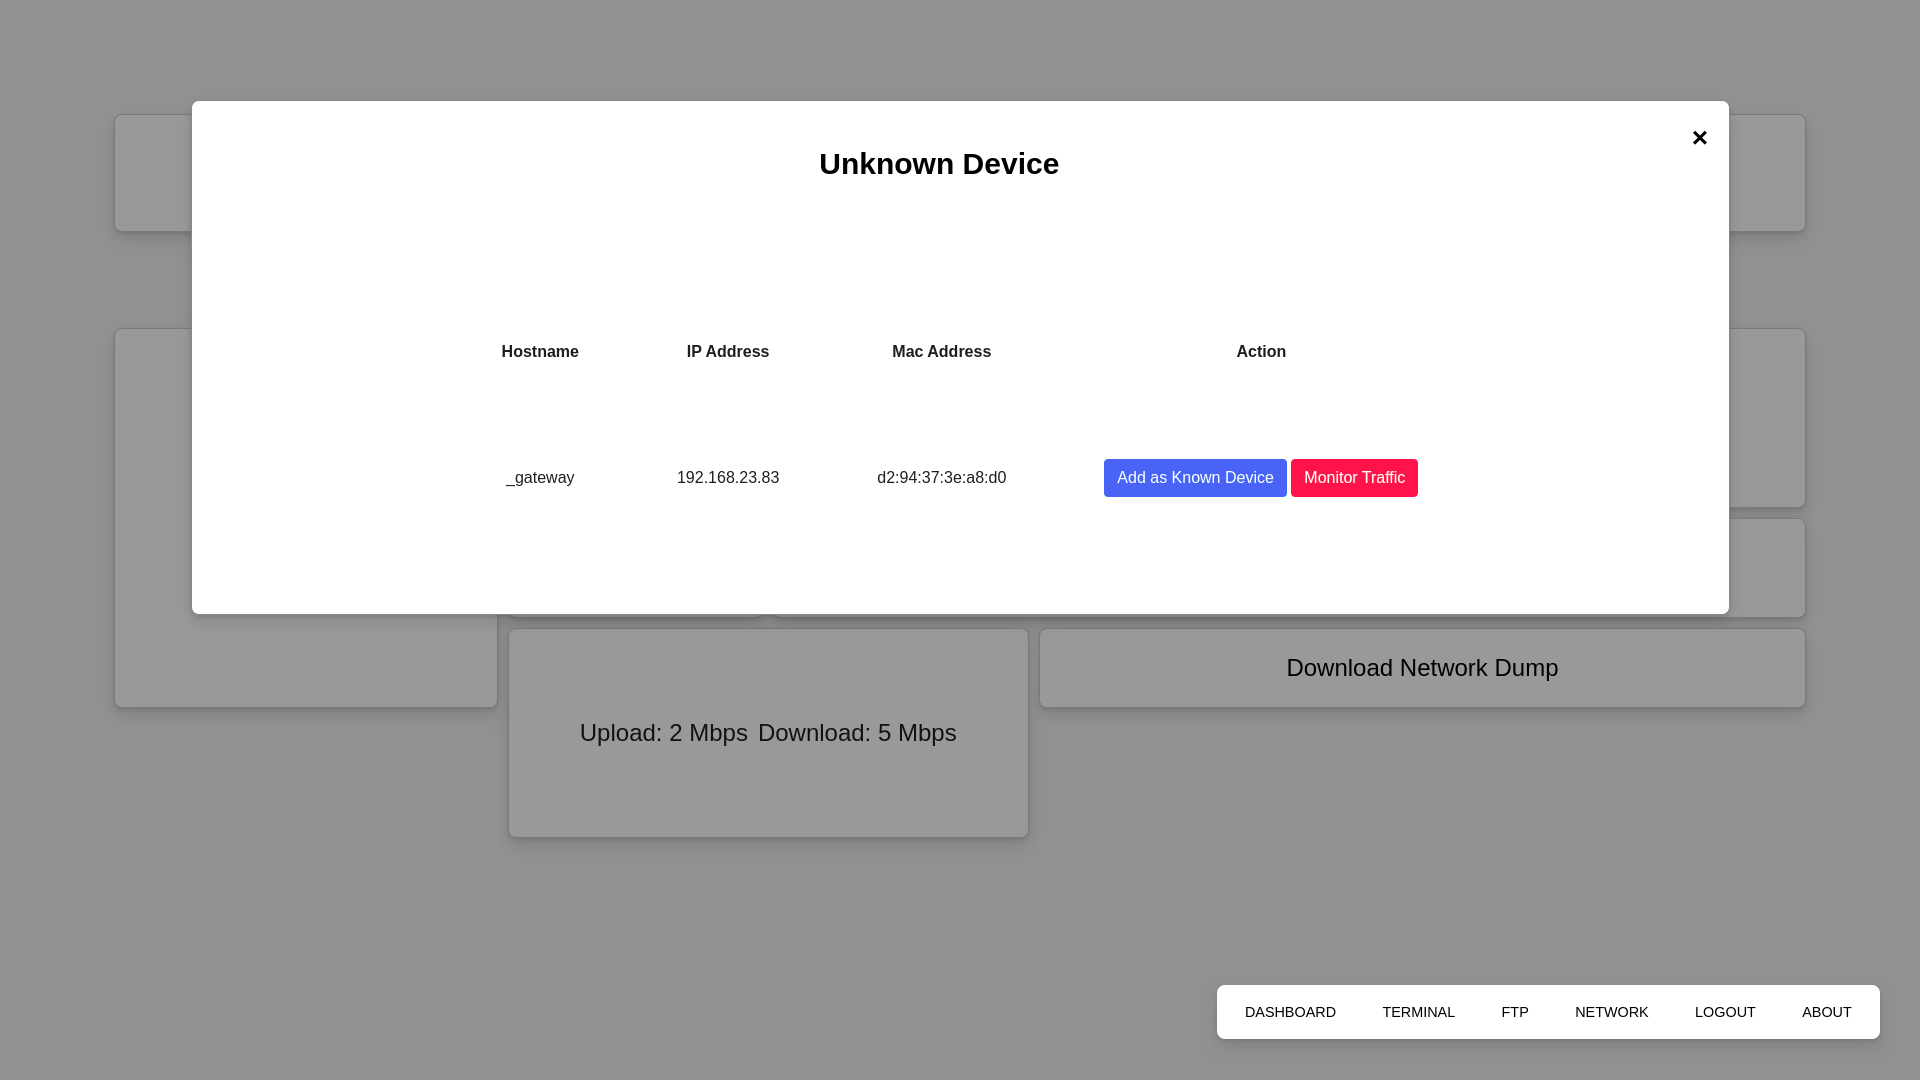 ×
Unknown Device
Hostname IP Address Mac Address Action
_gateway 192.168.23.83 d2:94:37:3e:a8:d0 Add as Known Device Monitor Traffic
Download Network Dump
Upload: 2 Mbps Download: 5 Mbps
DASHBOARD TERMINAL FTP NETWORK LOGOUT ABOUT